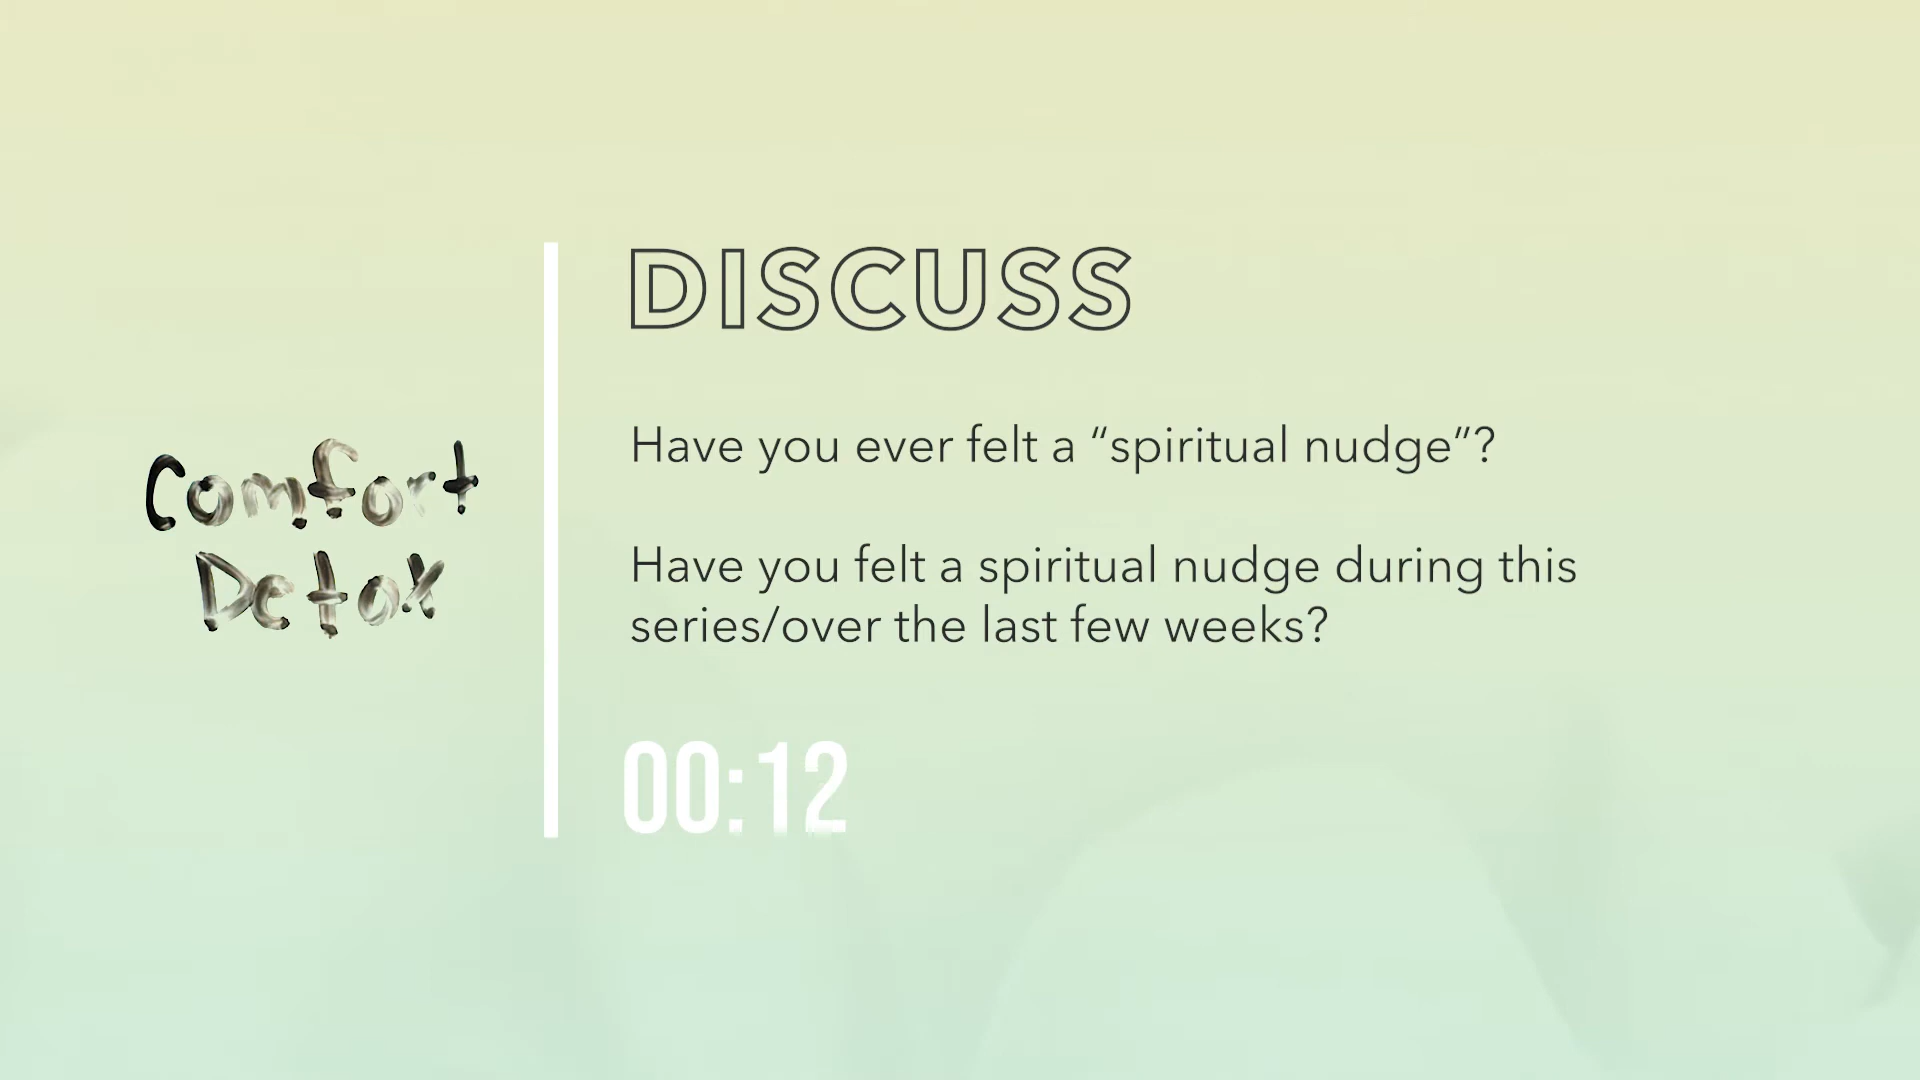 Comfort
Detox
DISCUSS
Have you ever felt a “spiritual nudge”?
Have you felt a spiritual nudge during this
series/over the last few weeks?
00:12